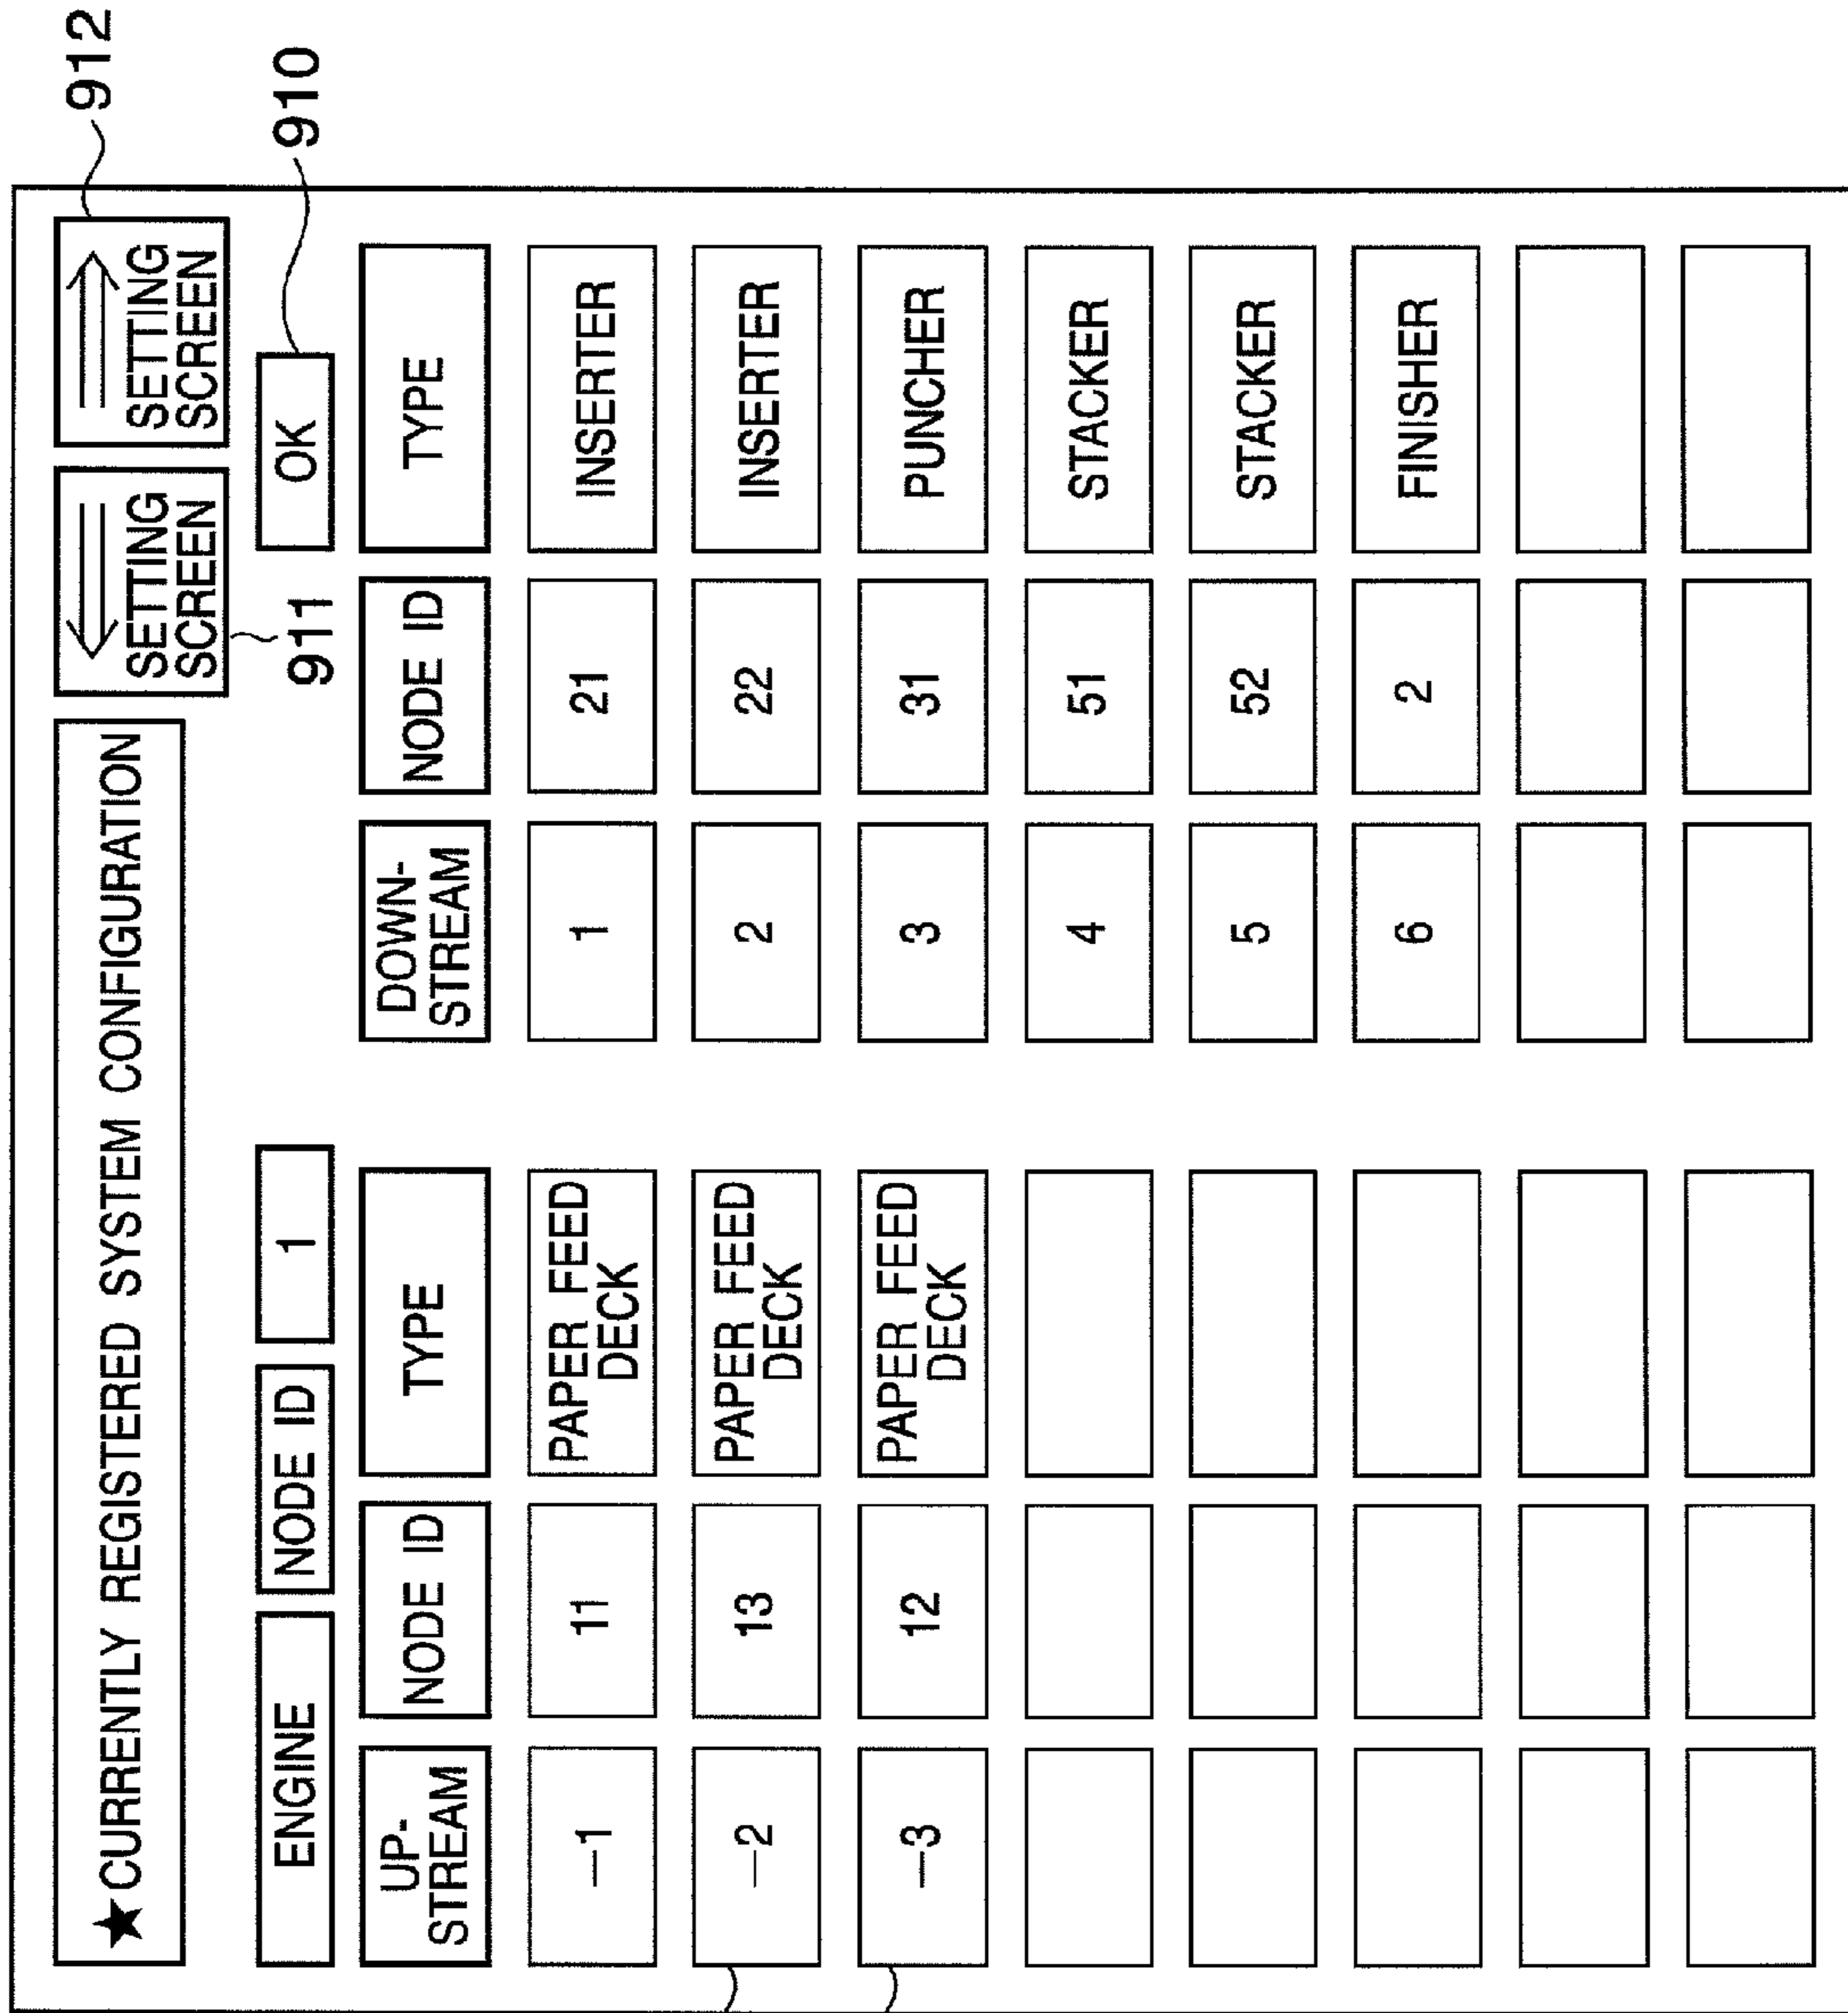 ★CURRENTLY REGISTERED SYSTEM CONFIGURATION
SETTING
SCREEN
SETTING
SCREEN
912
911
910
ENGINE NODE ID 1 OK
UP-
STREAM
NODE ID
TYPE
DOWN-
STREAM
NODE ID
TYPE
—1 11 PAPER FEED
DECK
1 21 INSERTER
—2 13 PAPER FEED
DECK
2 22 INSERTER
—3 12 PAPER FEED
DECK
3 31 PUNCHER
4 51 STACKER
5 52 STACKER
6 2 FINISHER